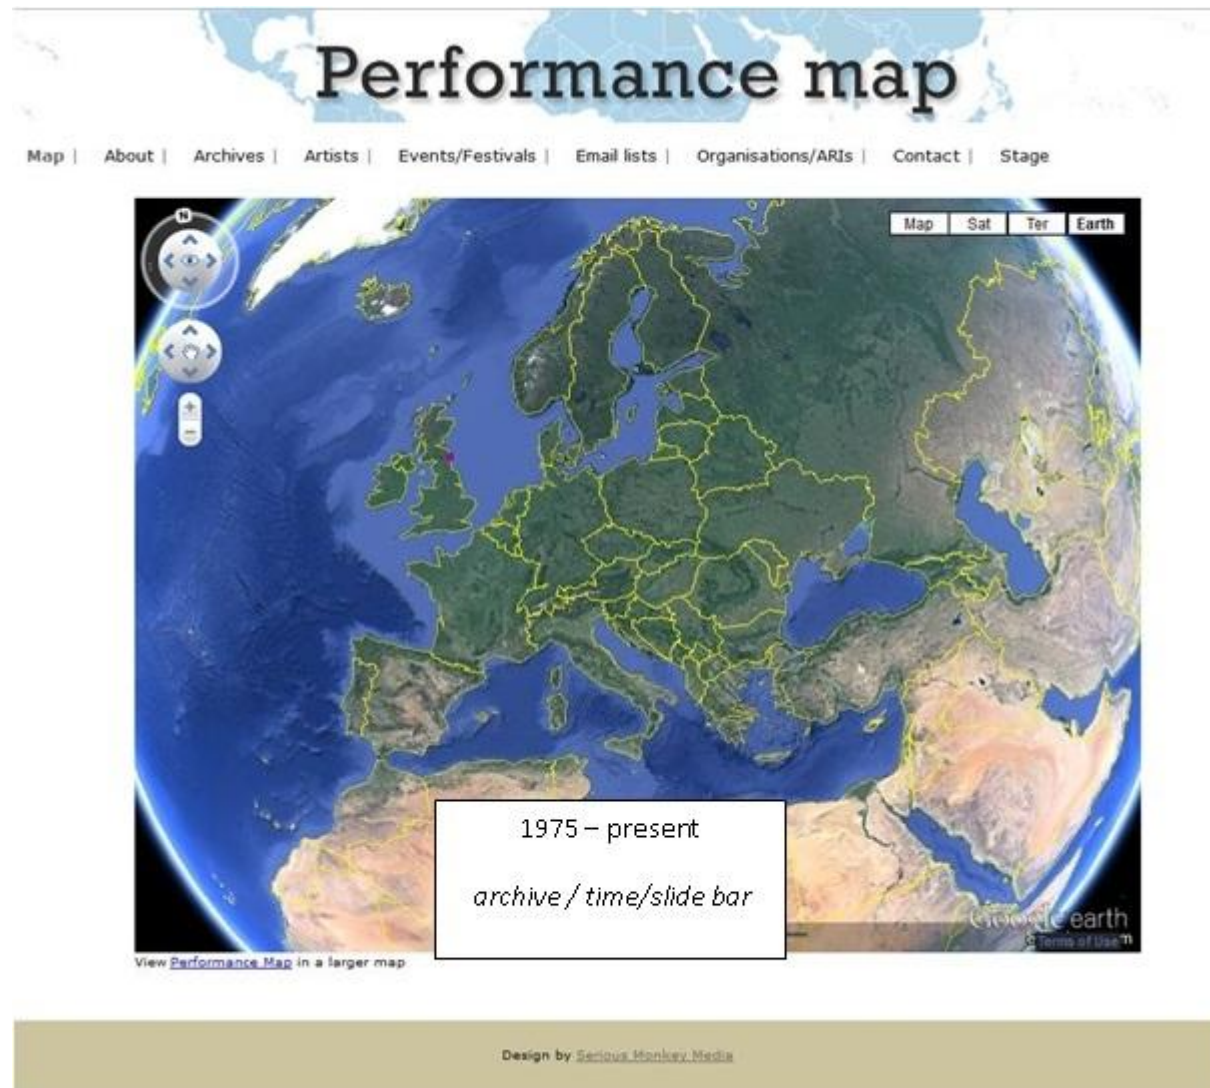 Performance map
Map | About | Archives | Artists | Events/Festivals | Email lists | Organisations/ARIs | Contact | Stage
N
Map Sat Ter Earth
1975 – present
archive / time/slide bar
Google earth
Terms of Use
View Performance Map in a larger map
Design by Serious Monkey Media